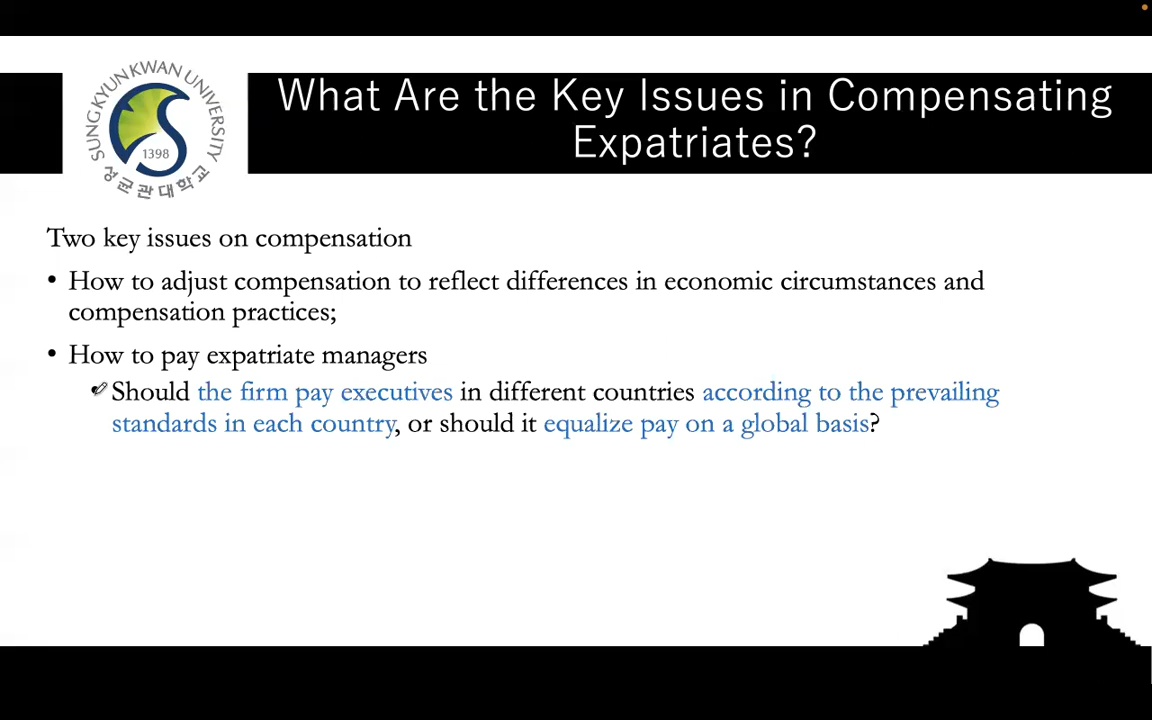 What Are the Key Issues in Compensating
Expatriates?
SUNGKYUNKWAN UNIVERSITY
1398
성균관대학교
Two key issues on compensation
• How to adjust compensation to reflect differences in economic circumstances and
compensation practices;
• How to pay expatriate managers
Should the firm pay executives in different countries according to the prevailing
standards in each country, or should it equalize pay on a global basis?